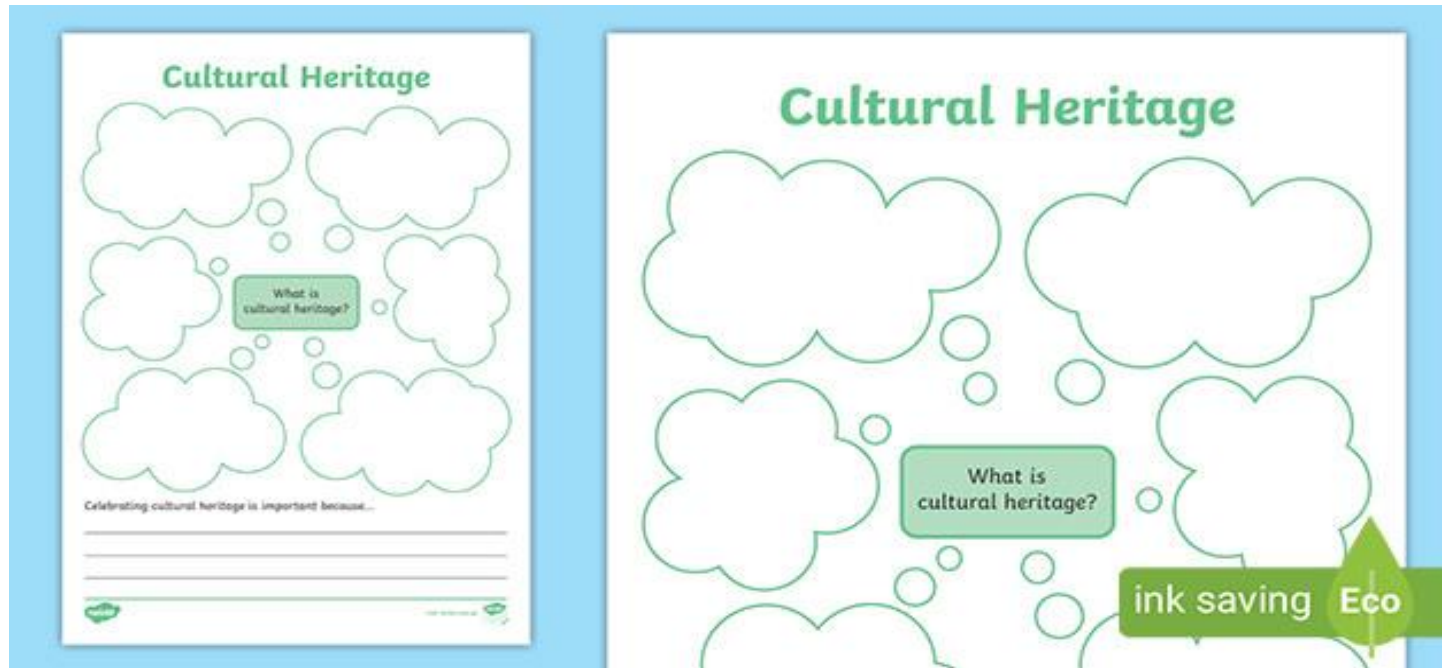 Cultural Heritage
What is
cultural heritage?
Celebrating cultural heritage is important because...
Cultural Heritage
What is
cultural heritage?
ink saving
Eco